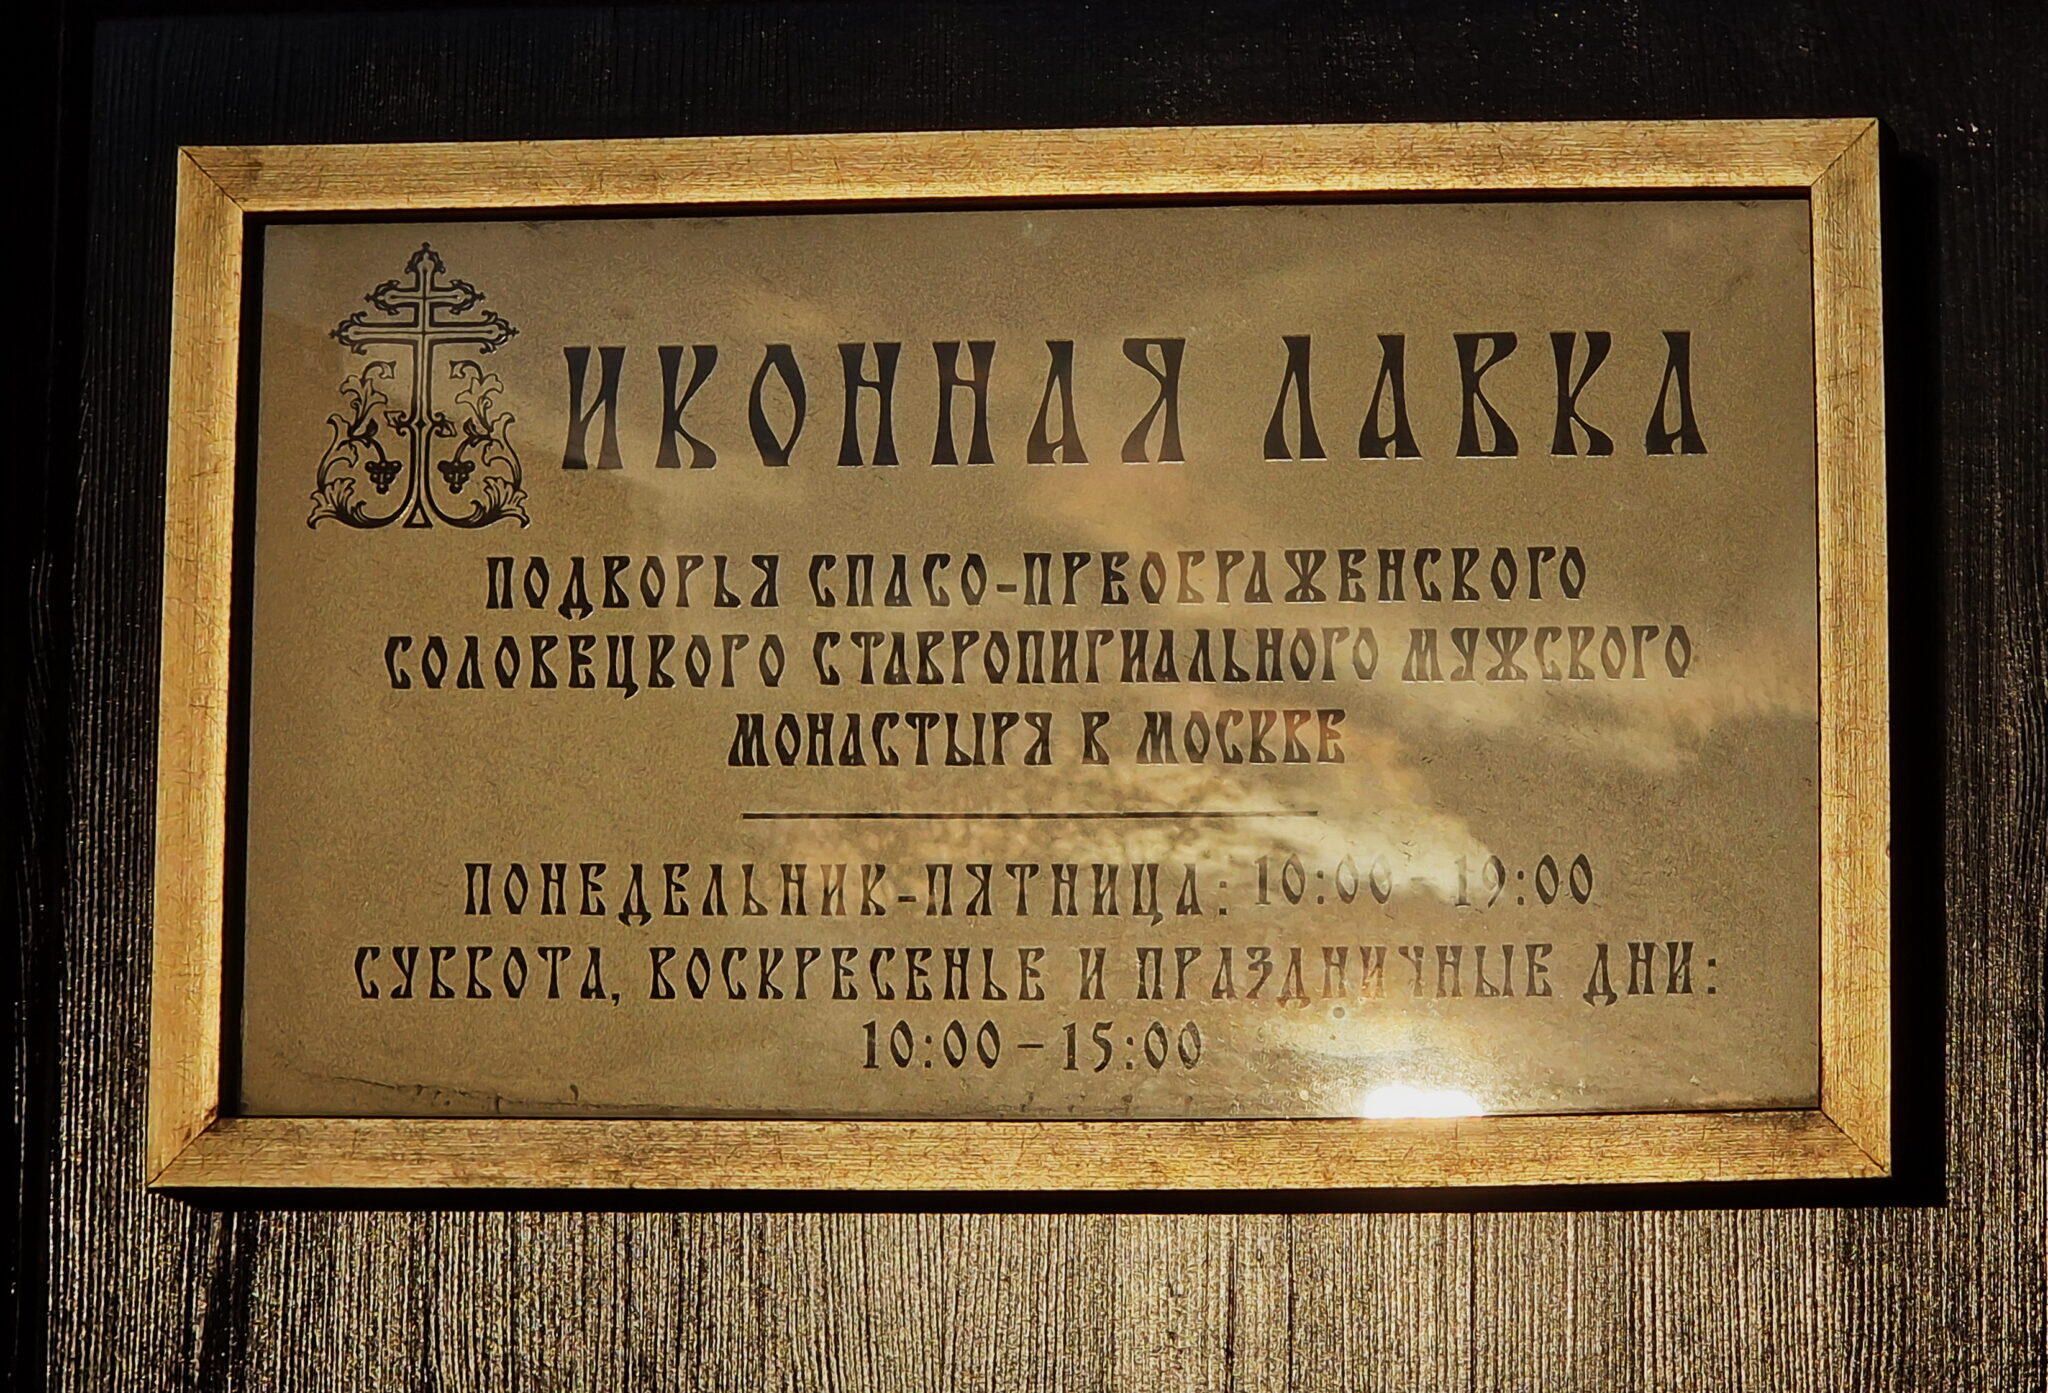 ИКОННАЯ ЛАВКА
ПОДВОРЬЯ СПАСО-ПРЕОБРАЖЕНСКОГО
СОЛОВЕЦКОГО СТАВРОПИГИАЛЬНОГО МУЖСКОГО
МОНАСТЫРЯ В МОСКВЕ
ПОНЕДЕЛЬНИК-ПЯТНИЦА: 10:00 - 19:00
СУББОТА, ВОСКРЕСЕНЬЕ И ПРАЗДНИЧНЫЕ ДНИ:
10:00 - 15:00